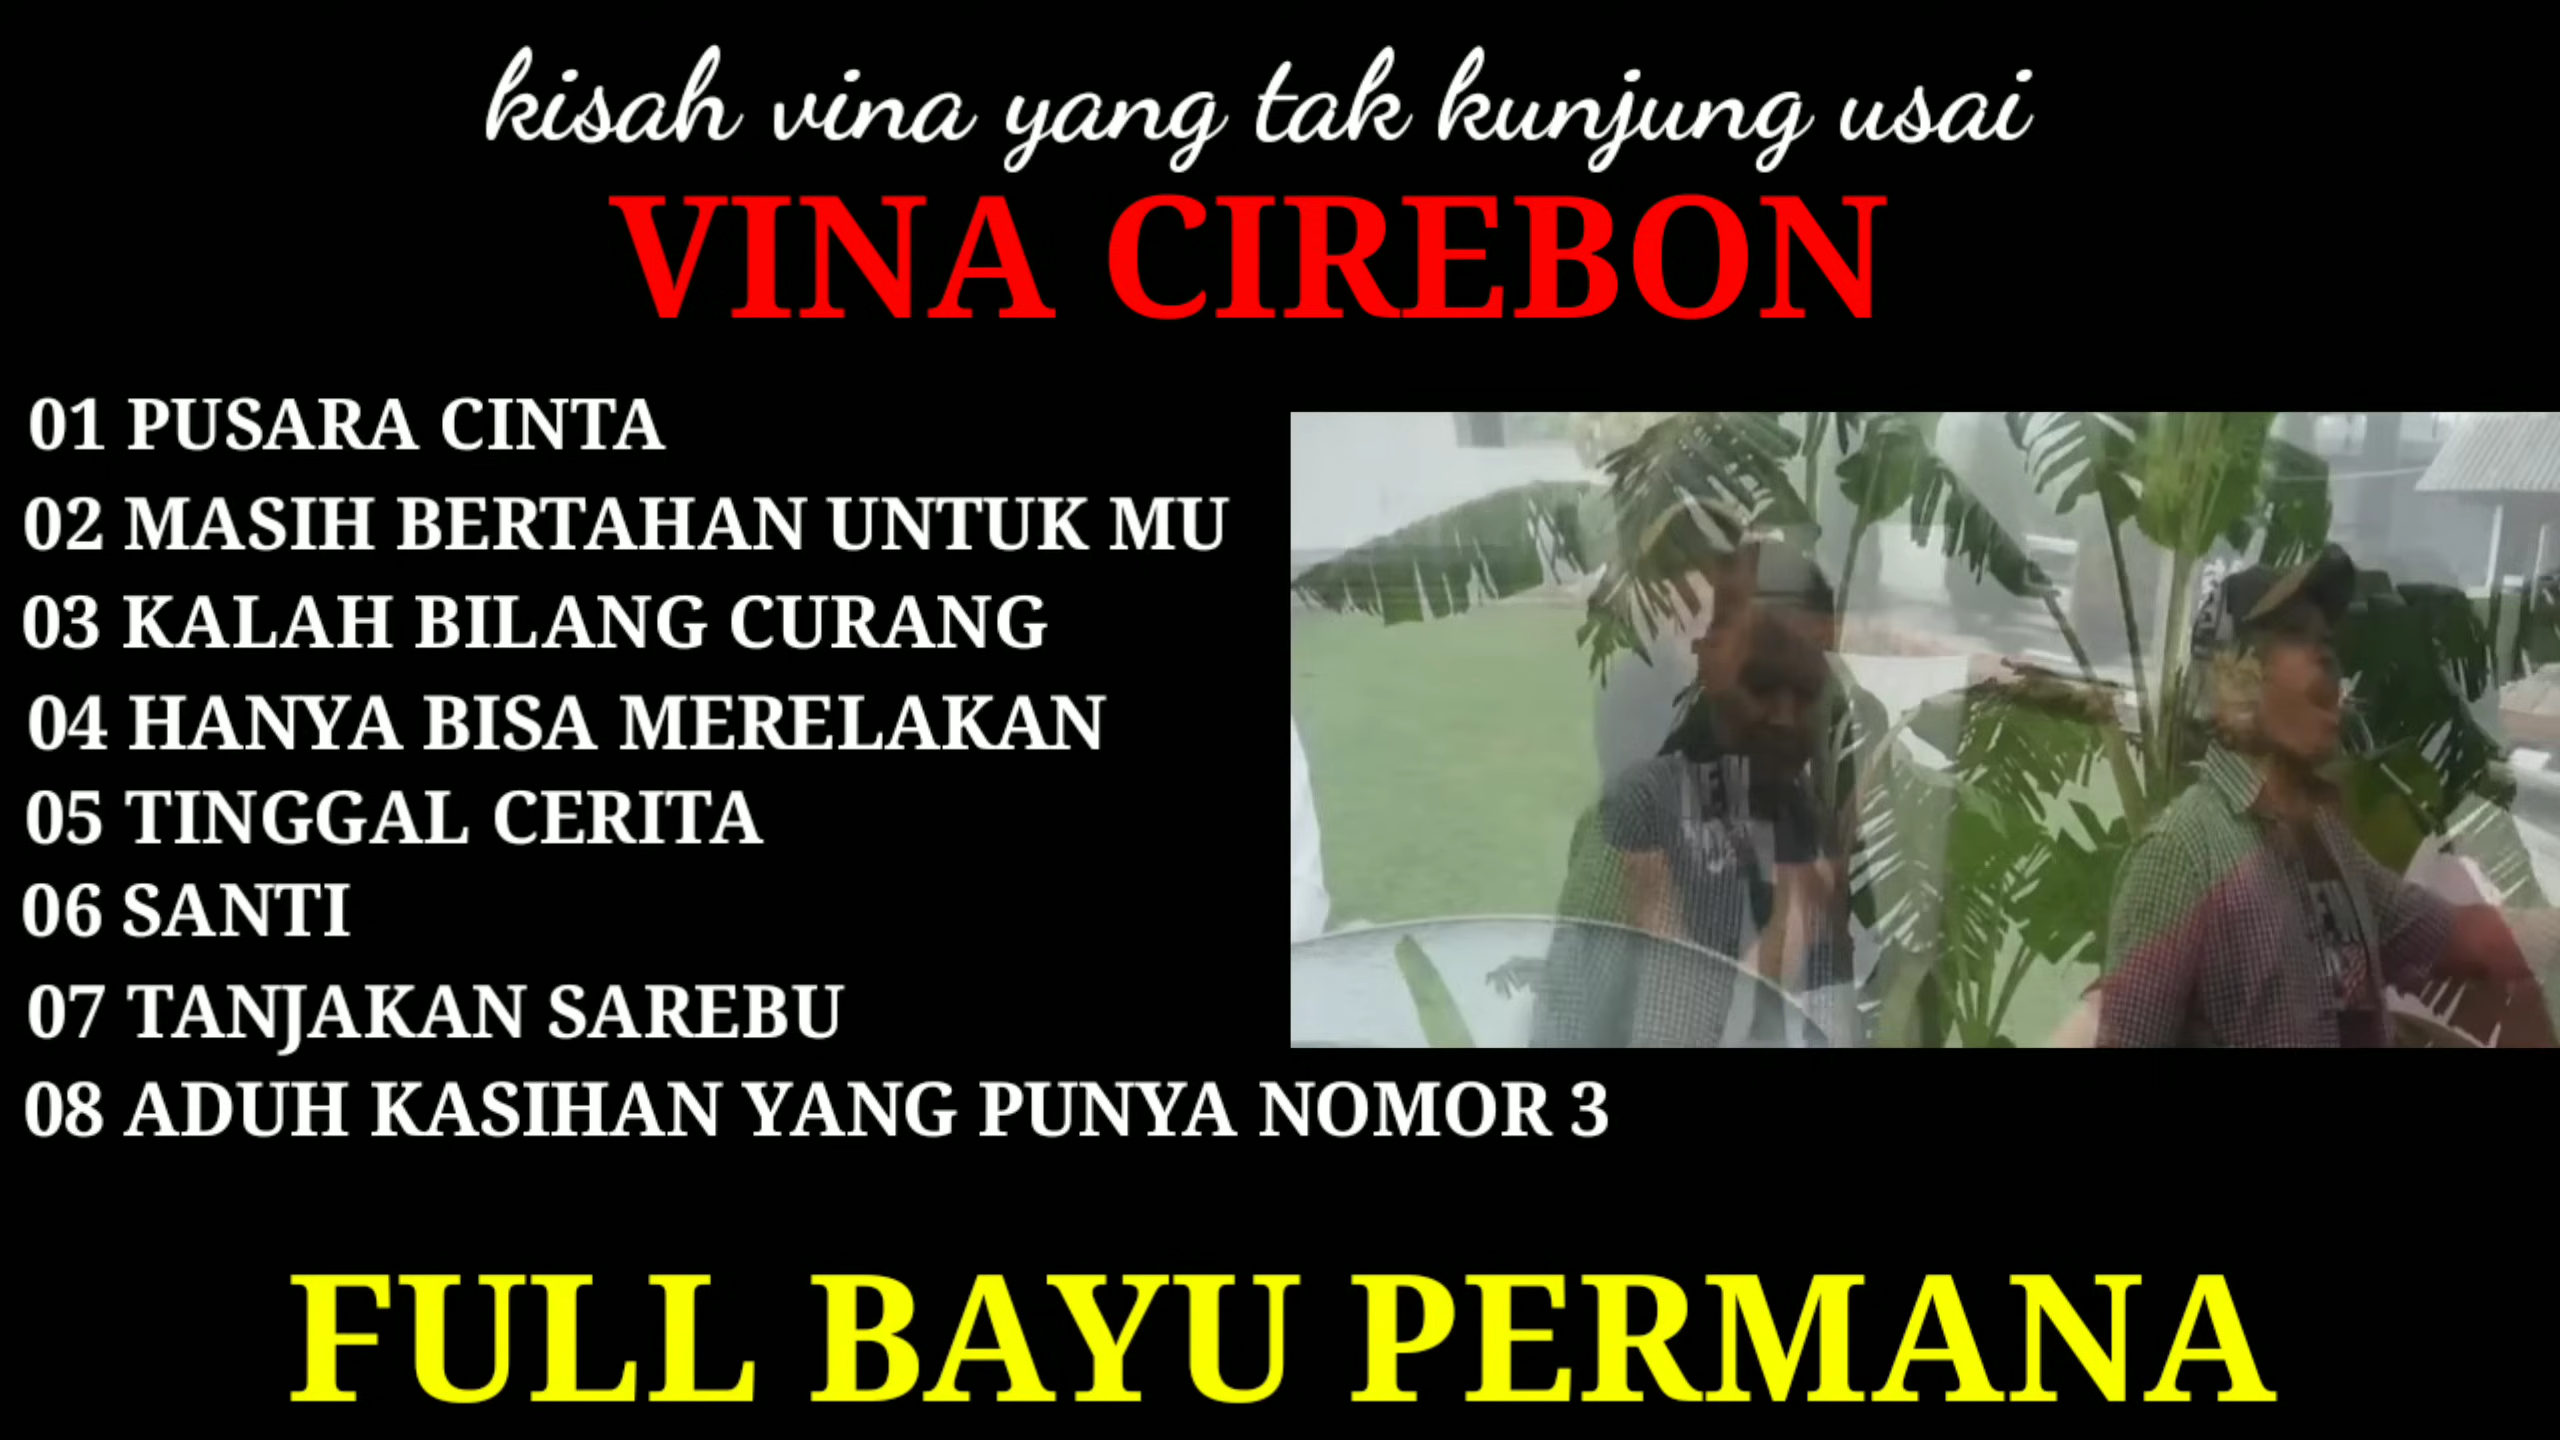 kisah vina yang tak kunjung usai
VINA CIREBON
01 PUSARA CINTA
02 MASIH BERTAHAN UNTUK MU
03 KALAH BILANG CURANG
04 HANYA BISA MERELAKAN
05 TINGGAL CERITA
06 SANTI
07 TANJAKAN SAREBU
08 ADUH KASIHAN YANG PUNYA NOMOR 3
FULL BAYU PERMANA